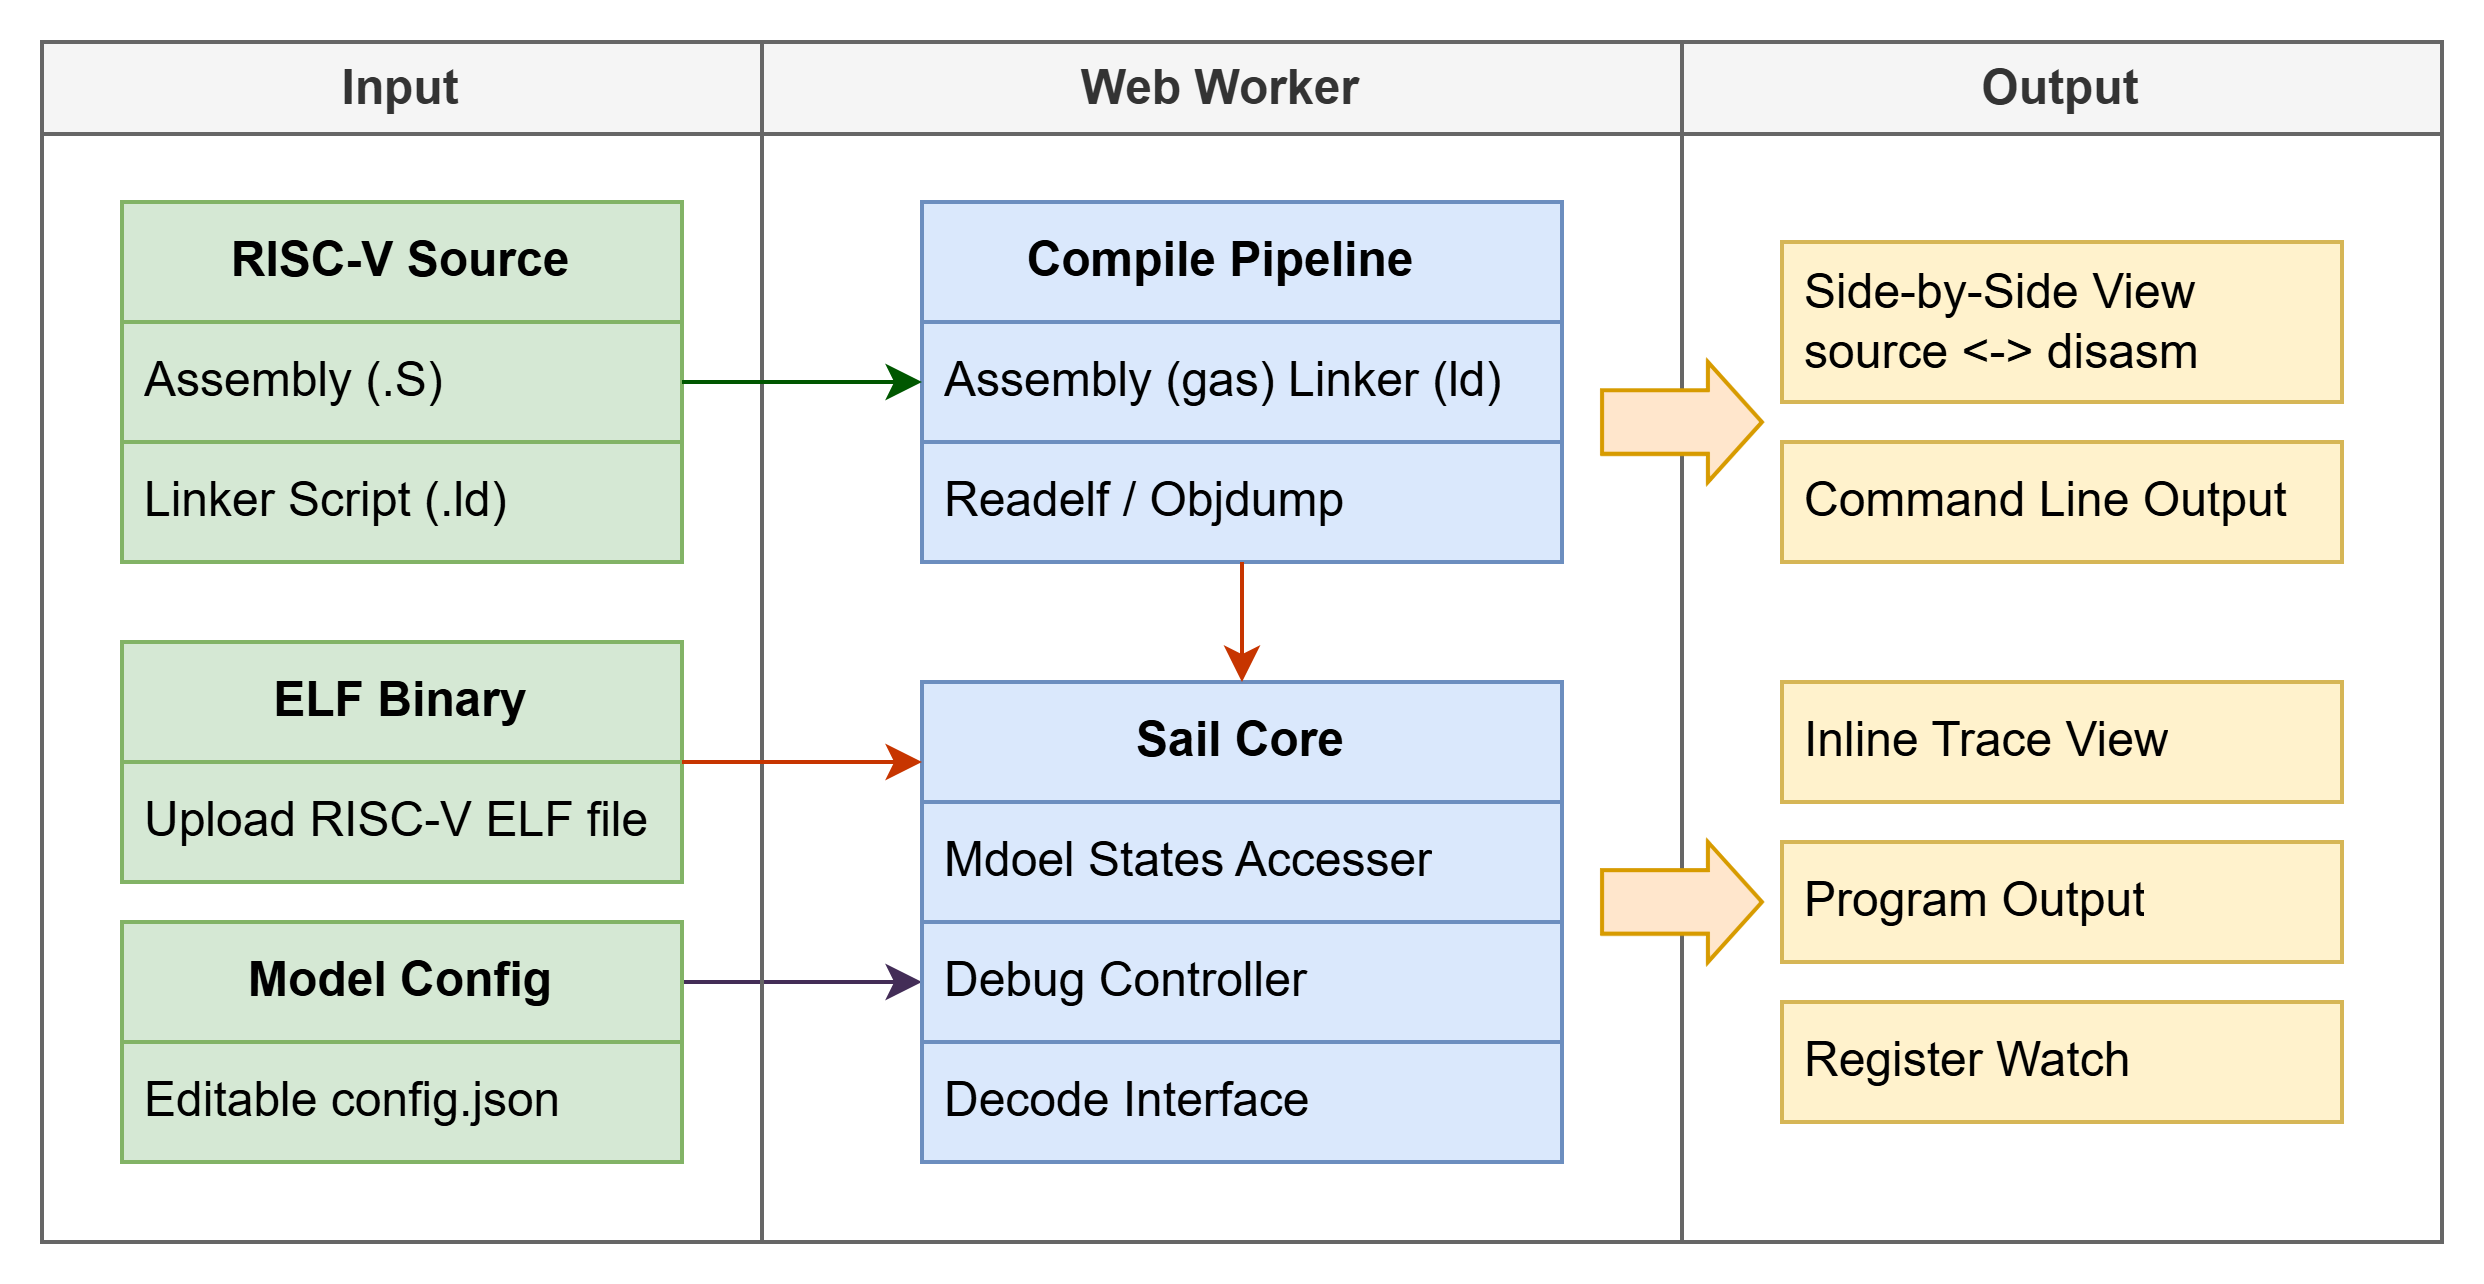 Input
Web Worker
Output
RISC-V Source
Assembly (.S)
Linker Script (.ld)
ELF Binary
Upload RISC-V ELF file
Model Config
Editable config.json
Compile Pipeline
Assembly (gas) Linker (ld)
Readelf / Objdump
Sail Core
Mdoel States Accesser
Debug Controller
Decode Interface
Side-by-Side View
source <-> disasm
Command Line Output
Inline Trace View
Program Output
Register Watch